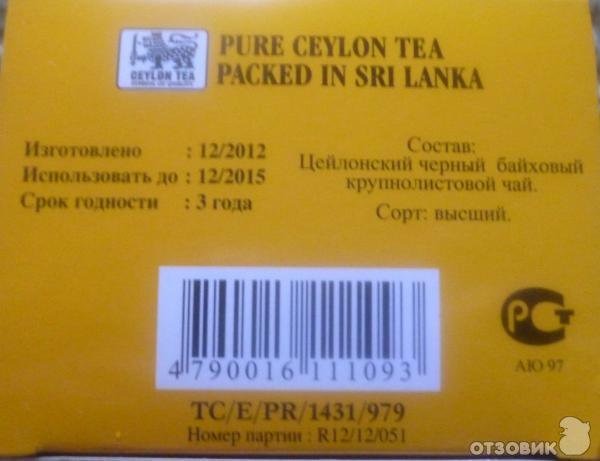 PURE CEYLON TEA
PACKED IN SRI LANKA
CEYLON TEA
Изготовлено : 12/2012
Использовать до : 12/2015
Срок годности : 3 года
Состав:
Цейлонский черный байховый
крупнолистовой чай.
Сорт: высший.
4 790016 111093
РСТ
АЮ 97
TC/E/PR/1431/979
Номер партии : R12/12/051
ОТЗОВИК